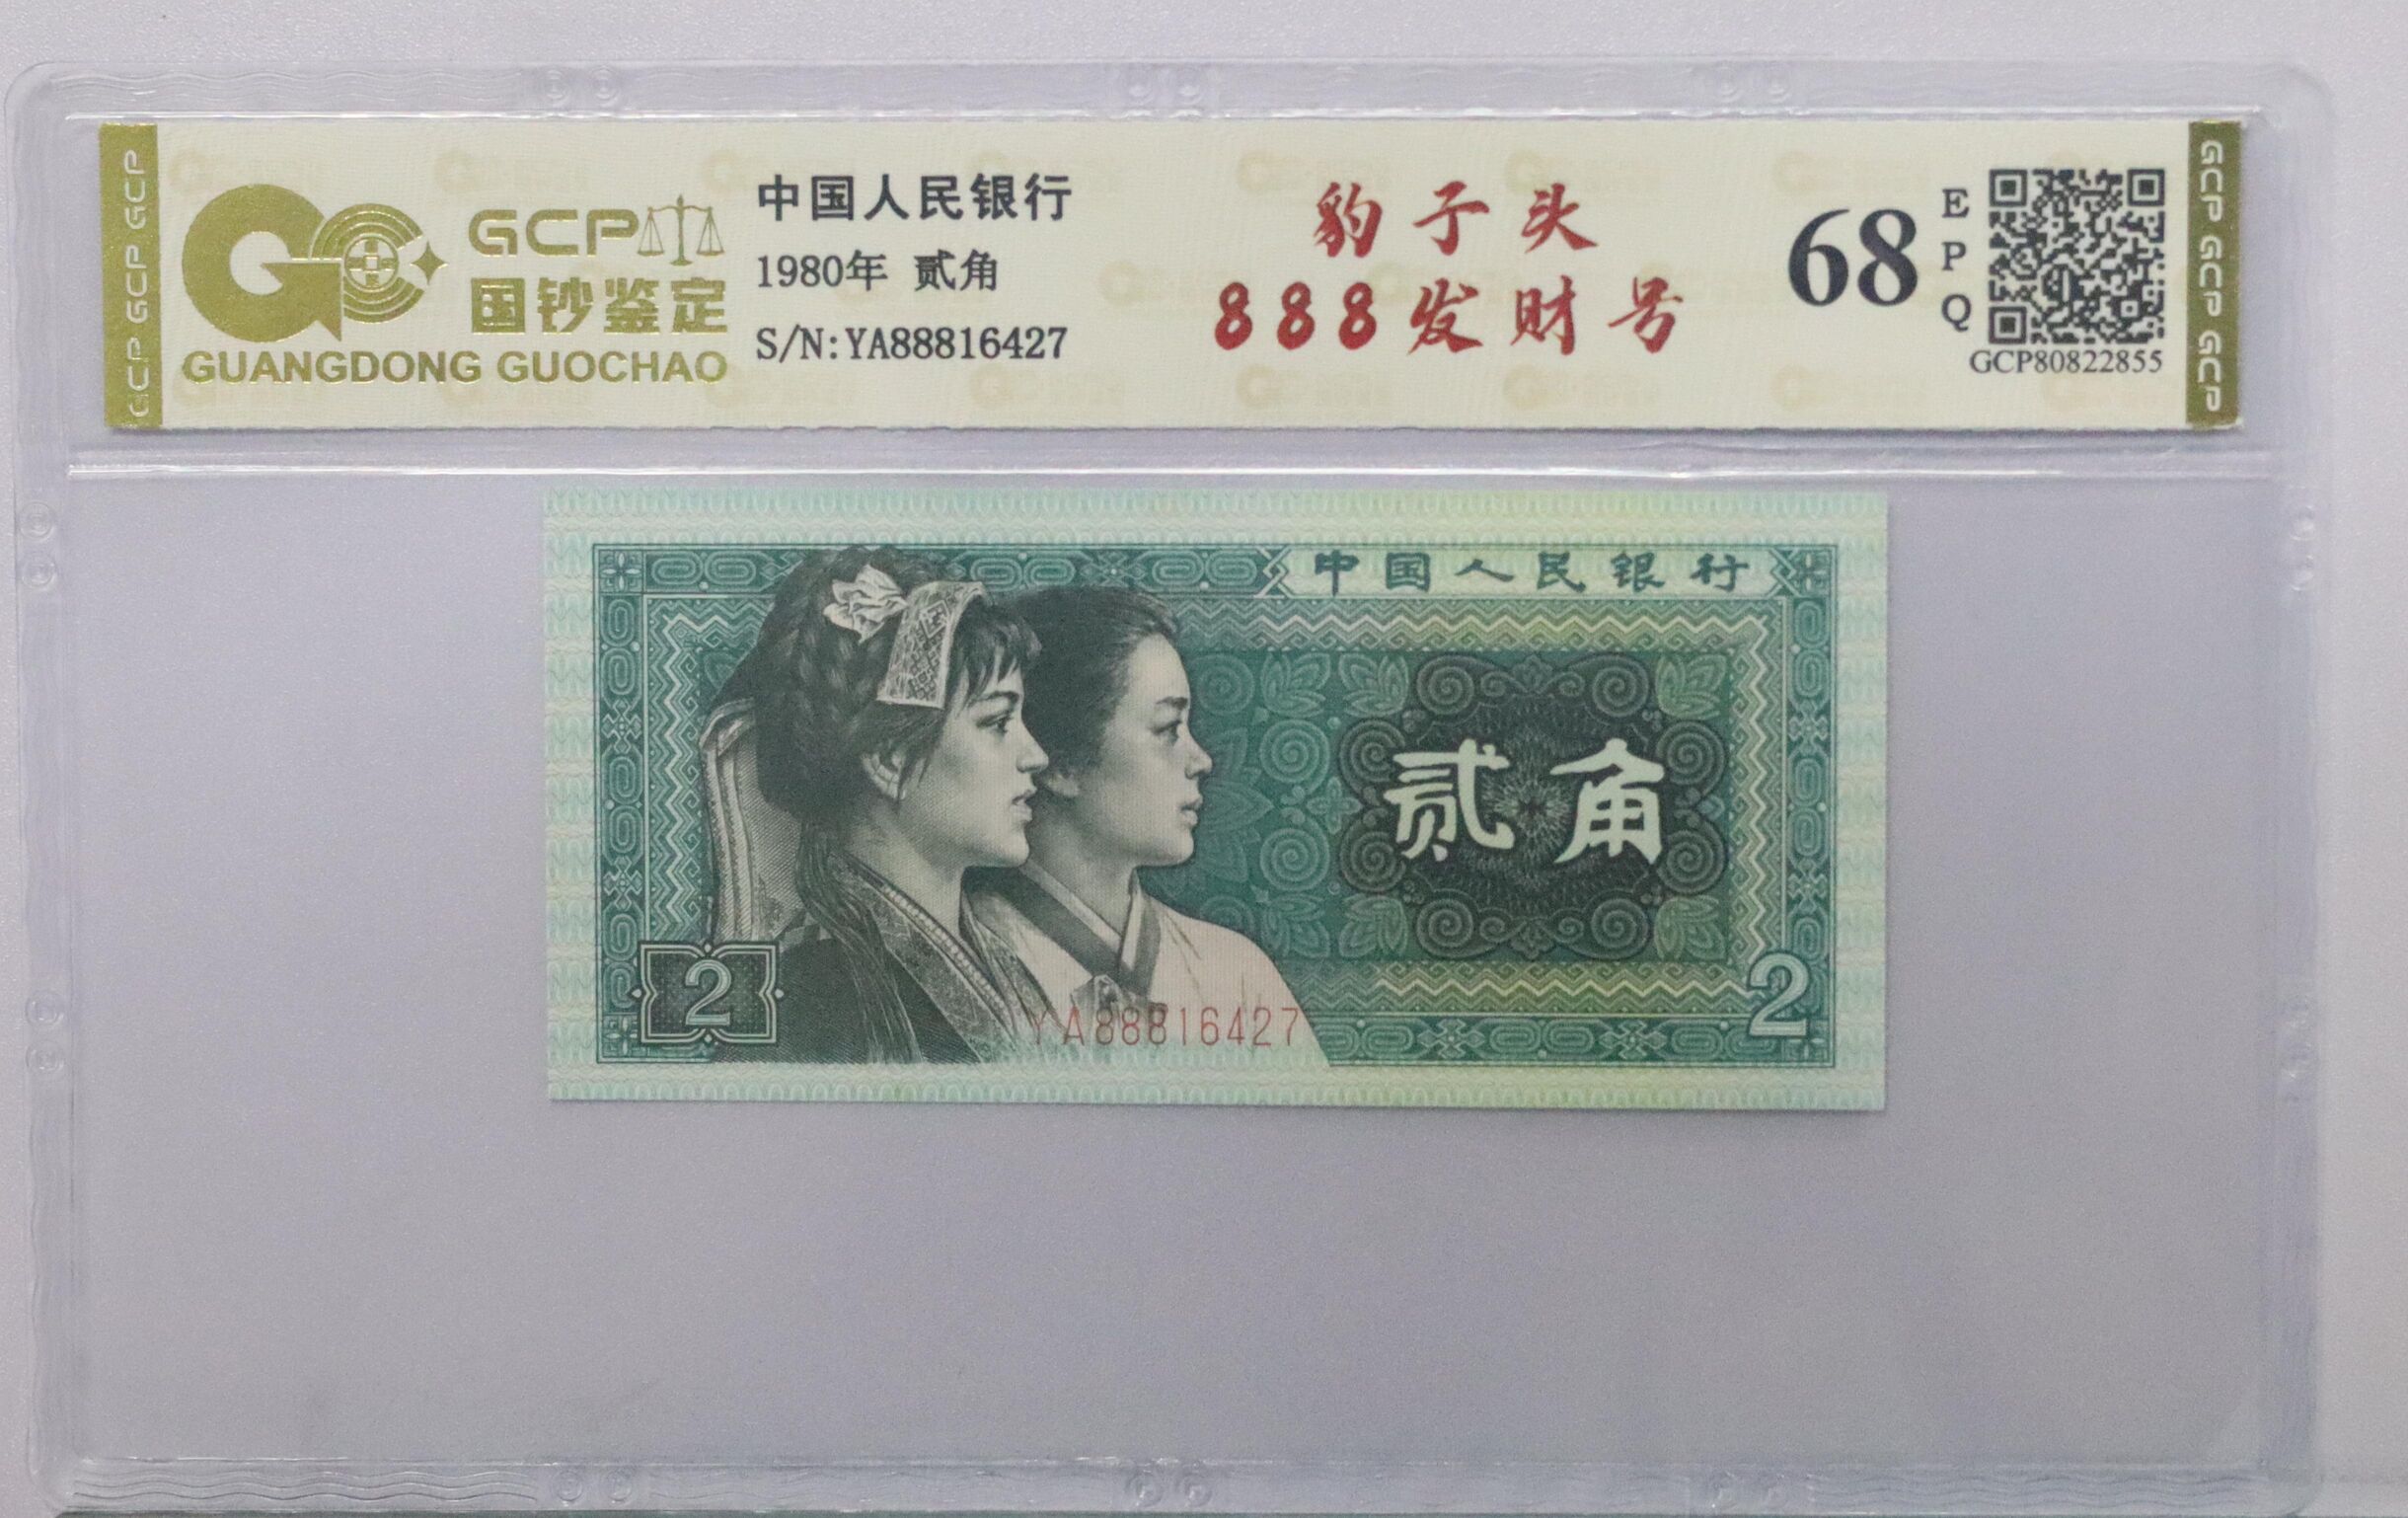 GCP GCP GCP
GCP
国钞鉴定
GUANGDONG GUOCHAO
中国人民银行
1980年 贰角
S/N:YA88816427
豹子头
888发财号
68
EPQ
GCP80822855
GCP GCP GCP
中国人民银行
贰角
2
2
YA88816427